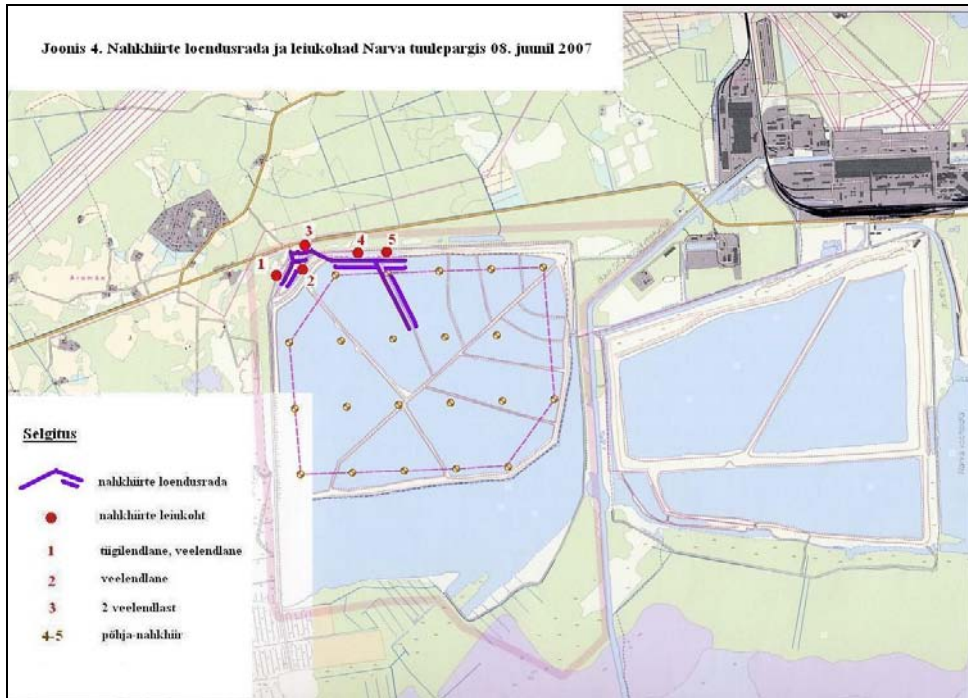 Joonis 4. Nahkhiirte loendusrada ja leiukohad Narva tuulepargis 08. juunil 2007
3
4
5
1
2
Selgitus
nahkhiirte loendusrada
nahkhiirte leiukoht
1 tiigilendlane, veelendlane
2 veelendlane
3 2 veelendlast
4-5 põhja-nahkhiir